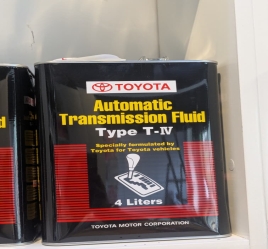 TOYOTA
Automatic
Transmission Fluid
Type T-IV
Specially formulated by
Toyota for Toyota vehicles
4 Liters
TOYOTA MOTOR CORPORATION
d